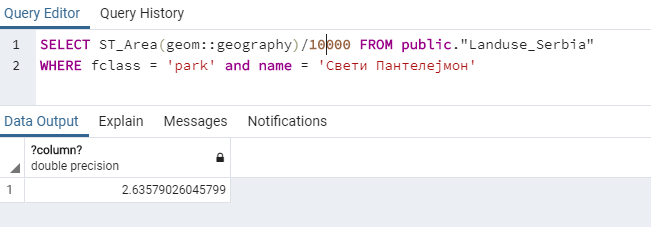 Query Editor Query History
1 SELECT ST_Area(geom::geography)/10000 FROM public."Landuse_Serbia"
2 WHERE fclass = 'park' and name = 'Свети Пантелејмон'
Data Output Explain Messages Notifications
?column?
double precision
1 2.63579026045799